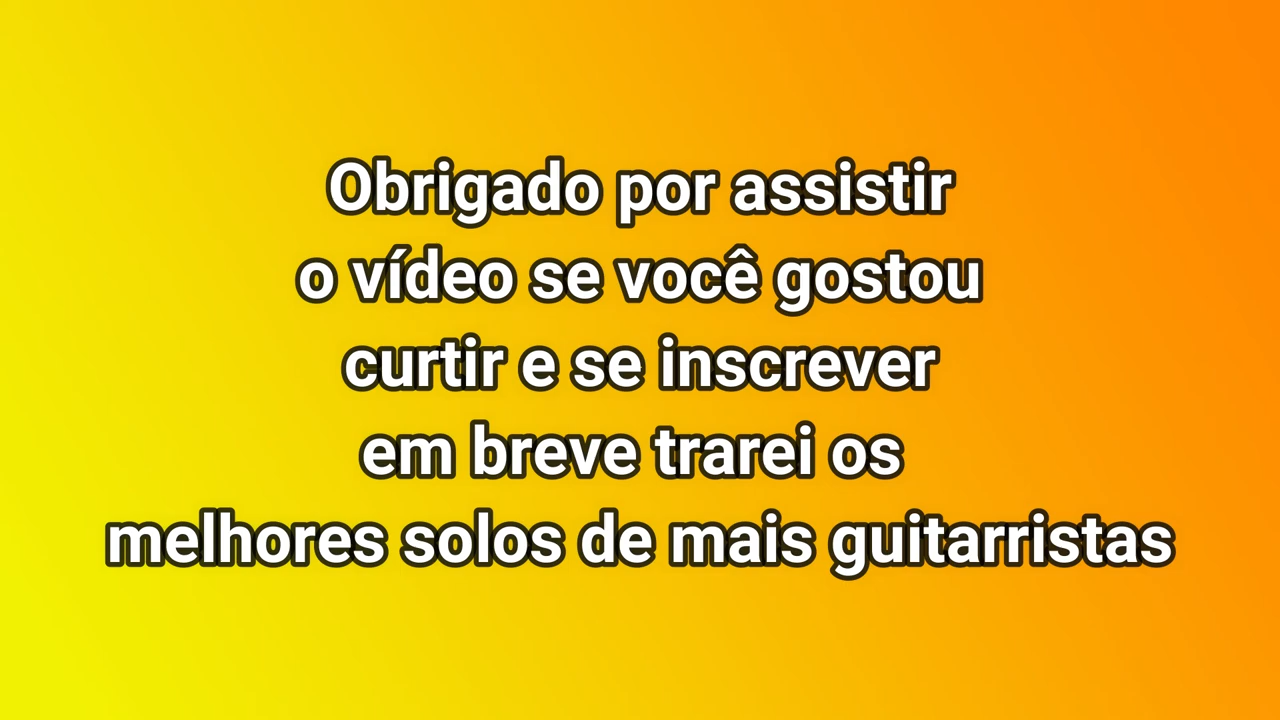 Obrigado por assistir
o vídeo se você gostou
curtir e se inscrever
em breve trarei os
melhores solos de mais guitarristas